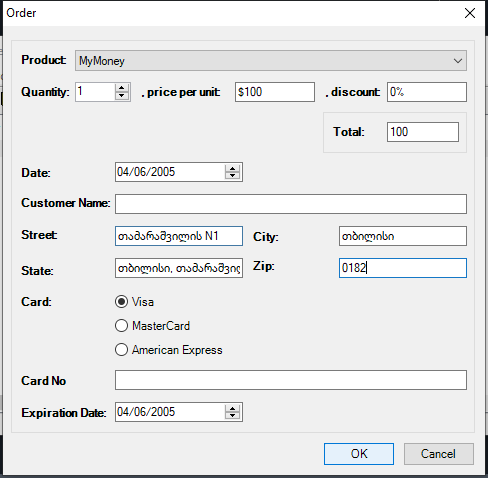 Order
Product: MyMoney
Quantity: 1 , price per unit: $100 , discount: 0%
Total: 100
Date: 04/06/2005
Customer Name:
Street: თამარაშვილის N1 City: თბილისი
State: თბილისი, თამარაშვილ Zip: 0182
Card: Visa
MasterCard
American Express
Card No
Expiration Date: 04/06/2005
OK Cancel